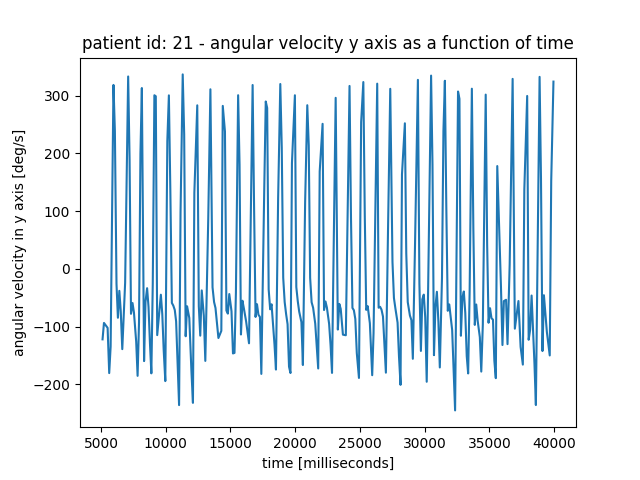 patient id: 21 - angular velocity y axis as a function of time
300
200
100
0
−100
−200
angular velocity in y axis [deg/s]
5000 10000 15000 20000 25000 30000 35000 40000
time [milliseconds]